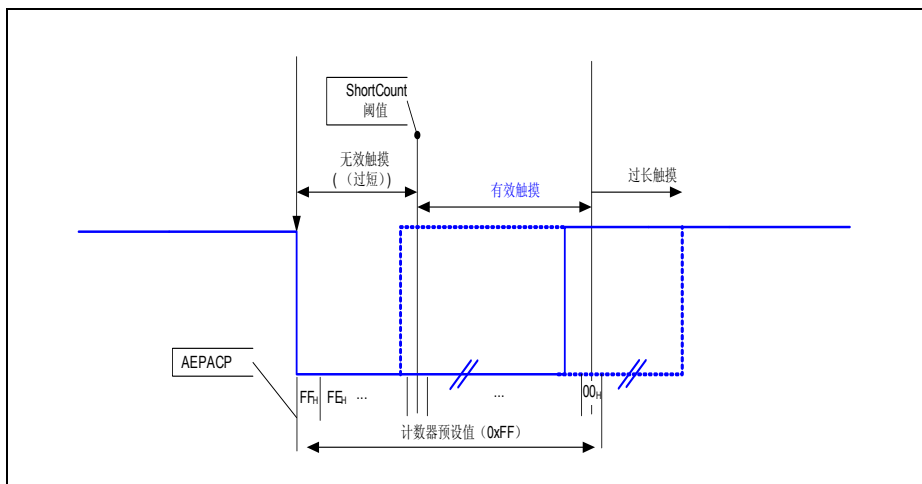 ShortCount
阈值
无效触摸
(（过短）)
过长触摸
有效触摸
AEPACP
FFH
FEH
...
...
00H
计数器预设值（0xFF）